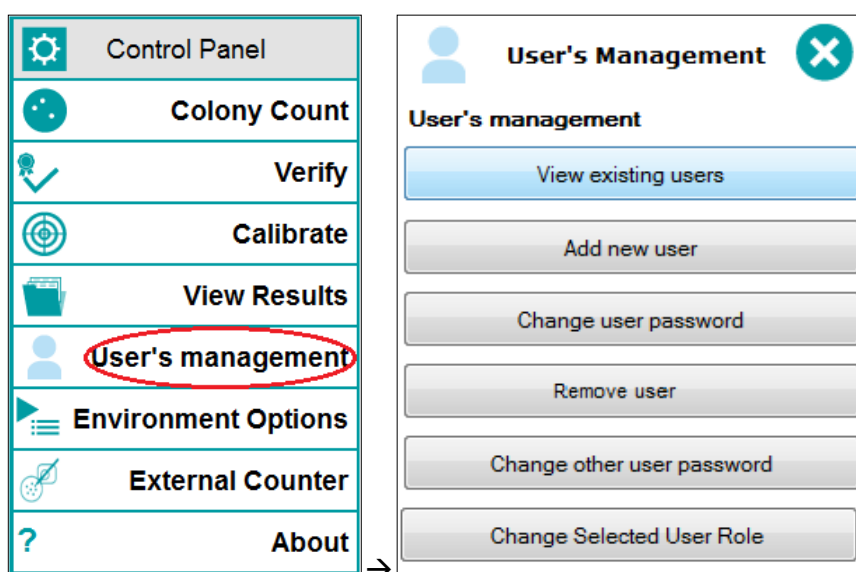 Control Panel
Colony Count
Verify
Calibrate
View Results
User's management
Environment Options
External Counter
? About
→
User's Management
User's management
View existing users
Add new user
Change user password
Remove user
Change other user password
Change Selected User Role